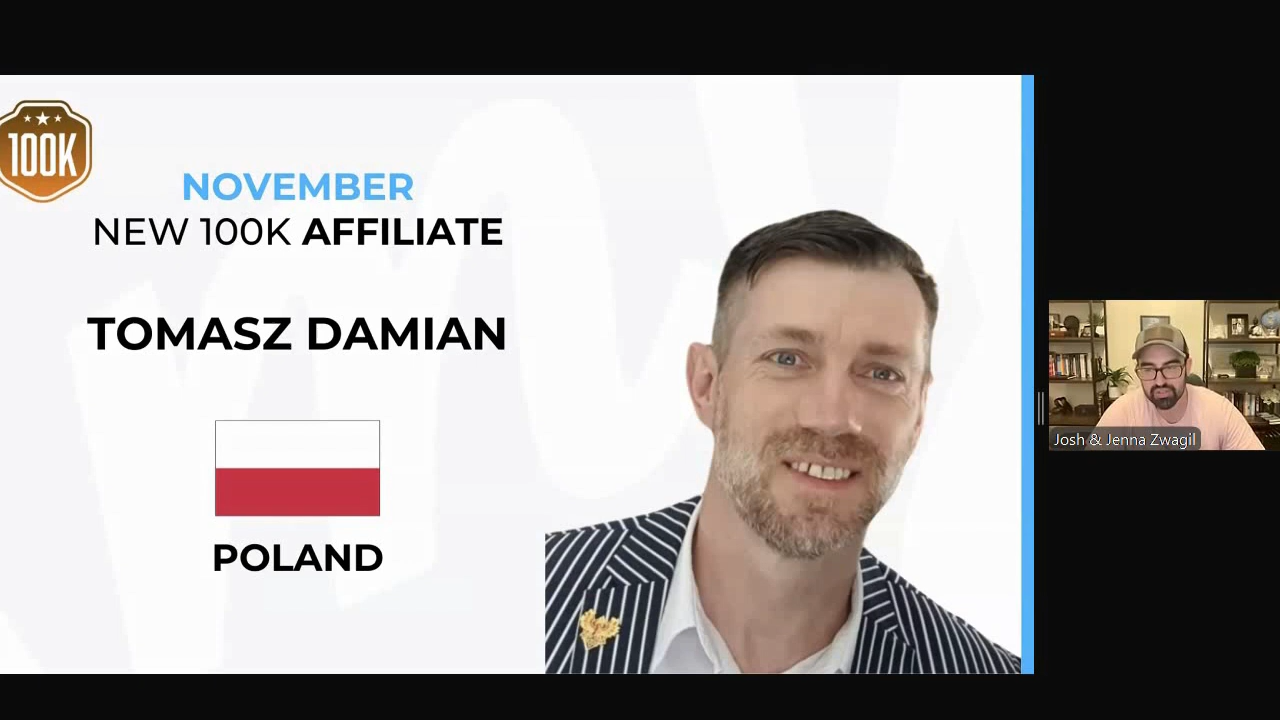 100K
NOVEMBER
NEW 100K AFFILIATE
TOMASZ DAMIAN
POLAND
Josh & Jenna Zwagil